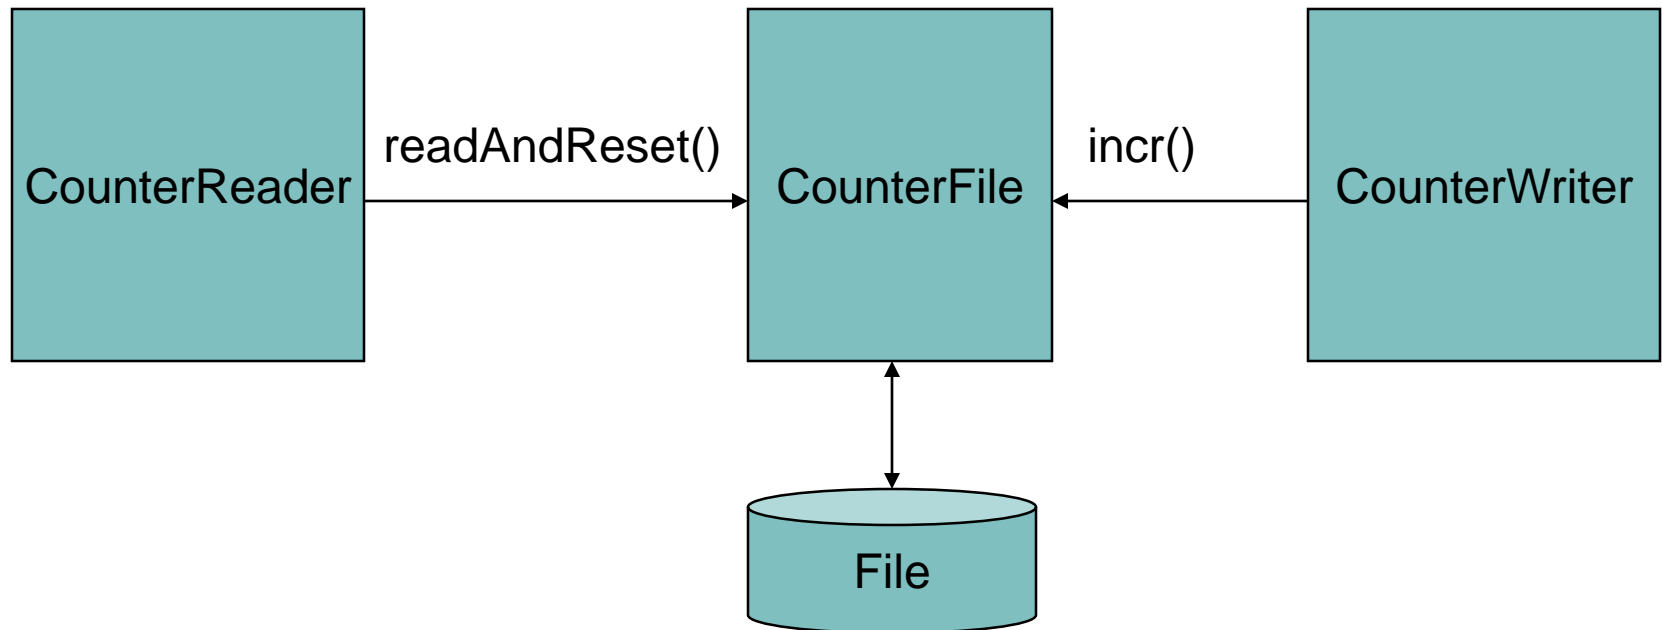 readAndReset()
incr()
CounterReader
CounterFile
CounterWriter
File